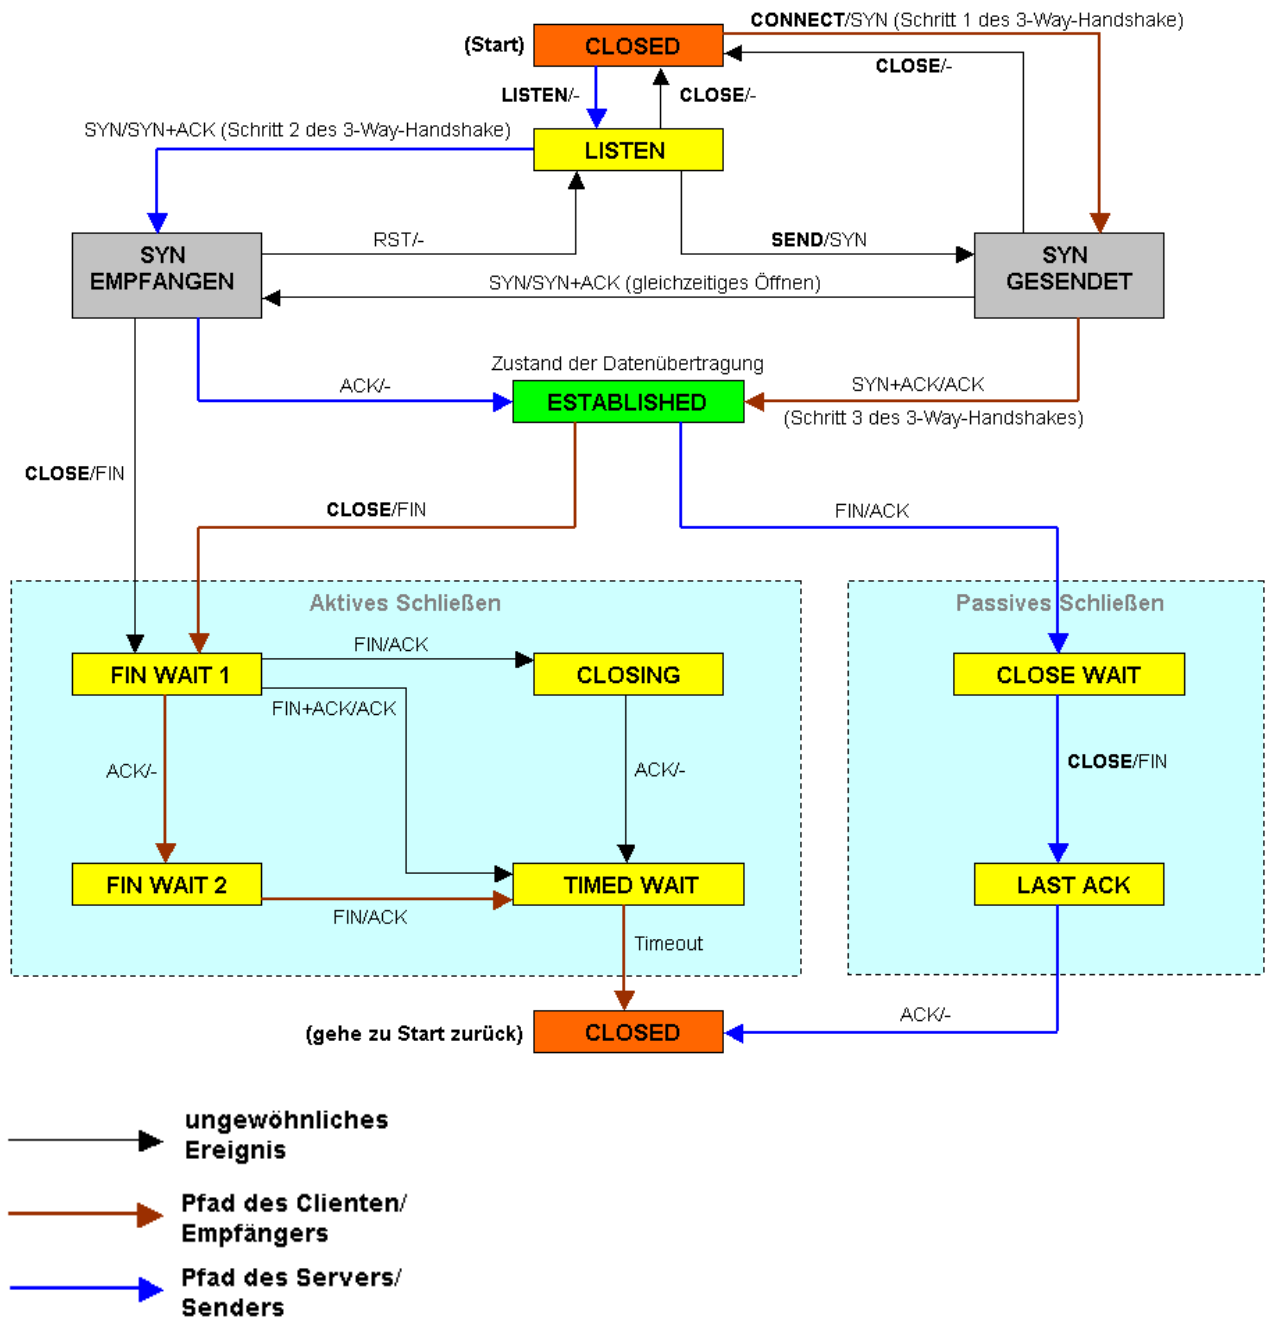 CONNECT/SYN (Schritt 1 des 3-Way-Handshake)
(Start)
CLOSED
CLOSE/-
LISTEN/-
CLOSE/-
SYN/SYN+ACK (Schritt 2 des 3-Way-Handshake)
LISTEN
RST/-
SEND/SYN
SYN
EMPFANGEN
SYN
GESENDET
SYN/SYN+ACK (gleichzeitiges Öffnen)
Zustand der Datenübertragung
ACK/-
ESTABLISHED
SYN+ACK/ACK
(Schritt 3 des 3-Way-Handshakes)
CLOSE/FIN
CLOSE/FIN
FIN/ACK
Aktives Schließen
Passives Schließen
FIN/ACK
FIN WAIT 1
CLOSING
CLOSE WAIT
FIN+ACK/ACK
ACK/-
ACK/-
CLOSE/FIN
FIN WAIT 2
TIMED WAIT
LAST ACK
FIN/ACK
Timeout
ACK/-
(gehe zu Start zurück)
CLOSED
ungewöhnliches
Ereignis
Pfad des Clienten/
Empfängers
Pfad des Servers/
Senders